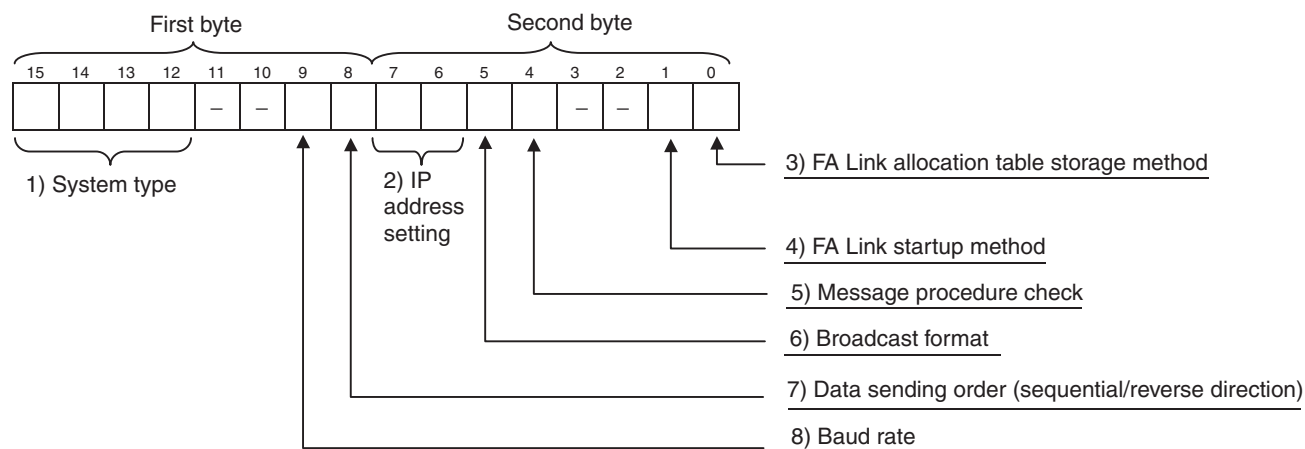 First byte
Second byte
15 14 13 12 11 10 9 8 7 6 5 4 3 2 1 0
– – – –
1) System type
2) IP
address
setting
3) FA Link allocation table storage method
4) FA Link startup method
5) Message procedure check
6) Broadcast format
7) Data sending order (sequential/reverse direction)
8) Baud rate